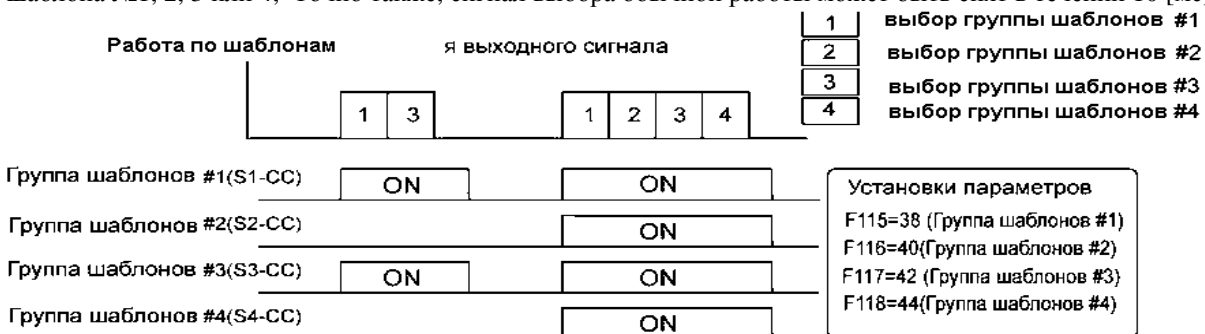 1 выбор группы шаблонов #1
Работа по шаблонам я выходного сигнала
2 выбор группы шаблонов #2
3 выбор группы шаблонов #3
4 выбор группы шаблонов #4
1 3 1 2 3 4
Группа шаблонов #1(S1-CC) ON ON
Группа шаблонов #2(S2-CC) ON
Группа шаблонов #3(S3-CC) ON ON
Группа шаблонов #4(S4-CC) ON
Установки параметров
F115=38 (Группа шаблонов #1)
F116=40(Группа шаблонов #2)
F117=42 (Группа шаблонов #3)
F118=44(Группа шаблонов #4)